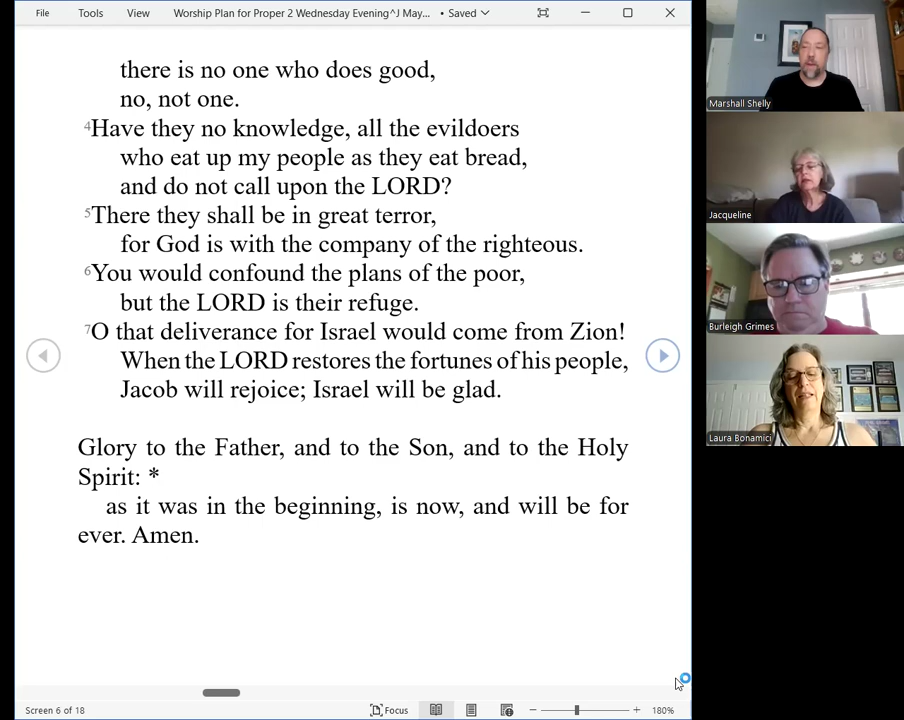 File Tools Worship Plan for Proper 2 Wednesday Evening^J May... • Saved
there is no one who does good,
no, not one.
4Have they no knowledge, all the evildoers
who eat up my people as they eat bread,
and do not call upon the LORD?
5There they shall be in great terror,
for God is with the company of the righteous.
6You would confound the plans of the poor,
but the LORD is their refuge.
7O that deliverance for Israel would come from Zion!
When the LORD restores the fortunes of his people,
Jacob will rejoice; Israel will be glad.
Glory to the Father, and to the Son, and to the Holy
Spirit: *
as it was in the beginning, is now, and will be for
ever. Amen.
Screen 6 of 18 Focus 180%
Marshall Shelly
Jacqueline
Burleigh Grimes
Laura Bonamici